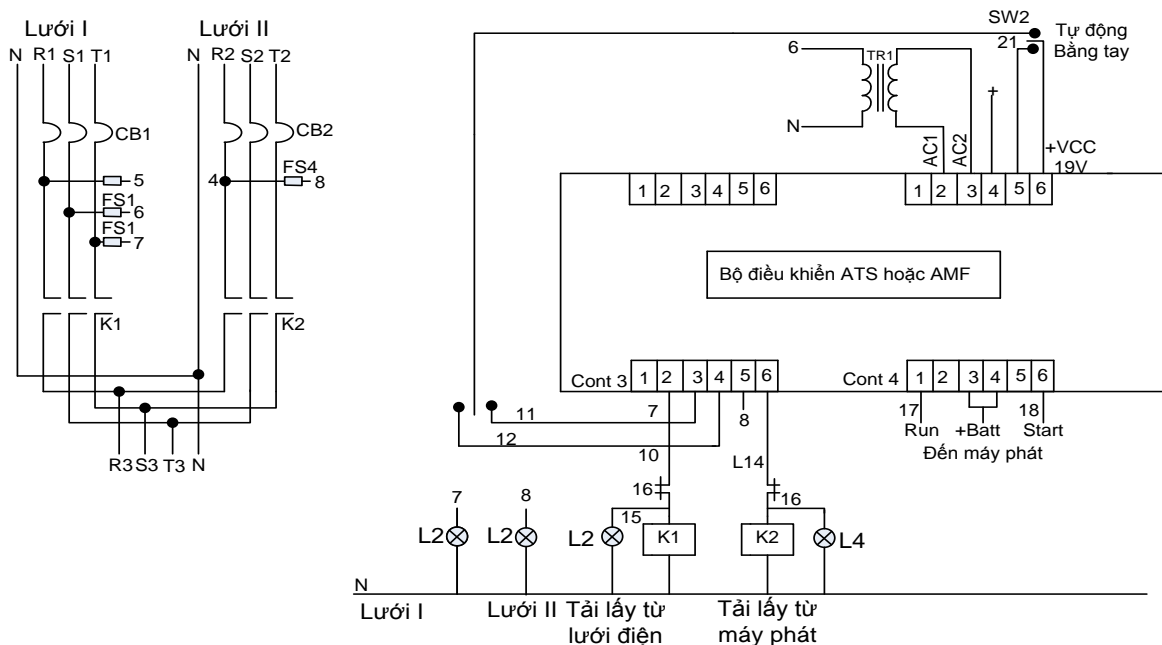 Lưới I Lưới II
N R1 S1 T1 N R2 S2 T2
CB1 CB2
5
FS1 6
FS1 7
4 FS4 8
K1 K2
R3 S3 T3 N
SW2 Tự động
21 Bằng tay
6 TR1
N
AC1 AC2 +
+VCC
19V
1 2 3 4 5 6
1 2 3 4 5 6
Bộ điều khiển ATS hoặc AMF
Cont 3 1 2 3 4 5 6
Cont 4 1 2 3 4 5 6
11 7 8
12 10 L14
17 18
Run +Batt Start
Đến máy phát
16 16
7 8 15
L2 L2 L2 K1 K2 L4
N
Lưới I Lưới II Tải lấy từ Tải lấy từ
lưới điện máy phát